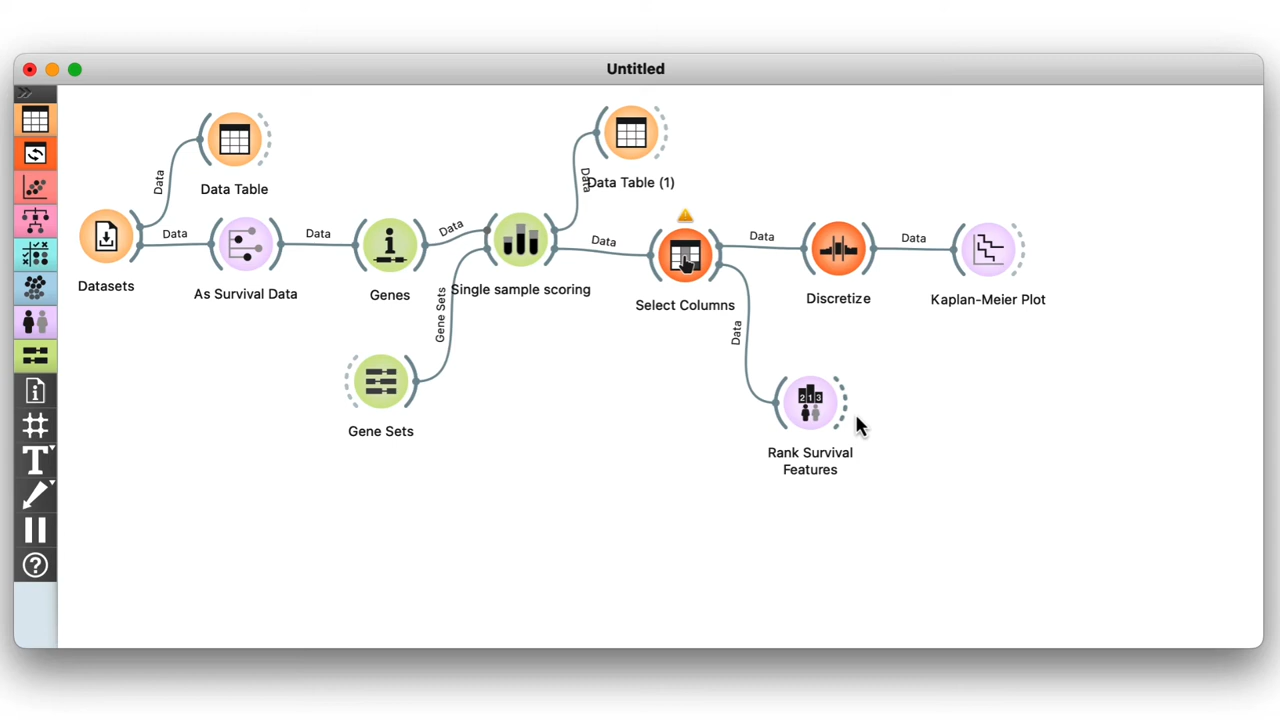 Untitled
Data
Data Table
Data
Datasets
Data
As Survival Data
Data
Genes
Data
Gene Sets
Gene Sets
Single sample scoring
Data
Data Table (1)
Data
Select Columns
Data
Discretize
Data
Kaplan-Meier Plot
Data
213
Rank Survival
Features
T
?